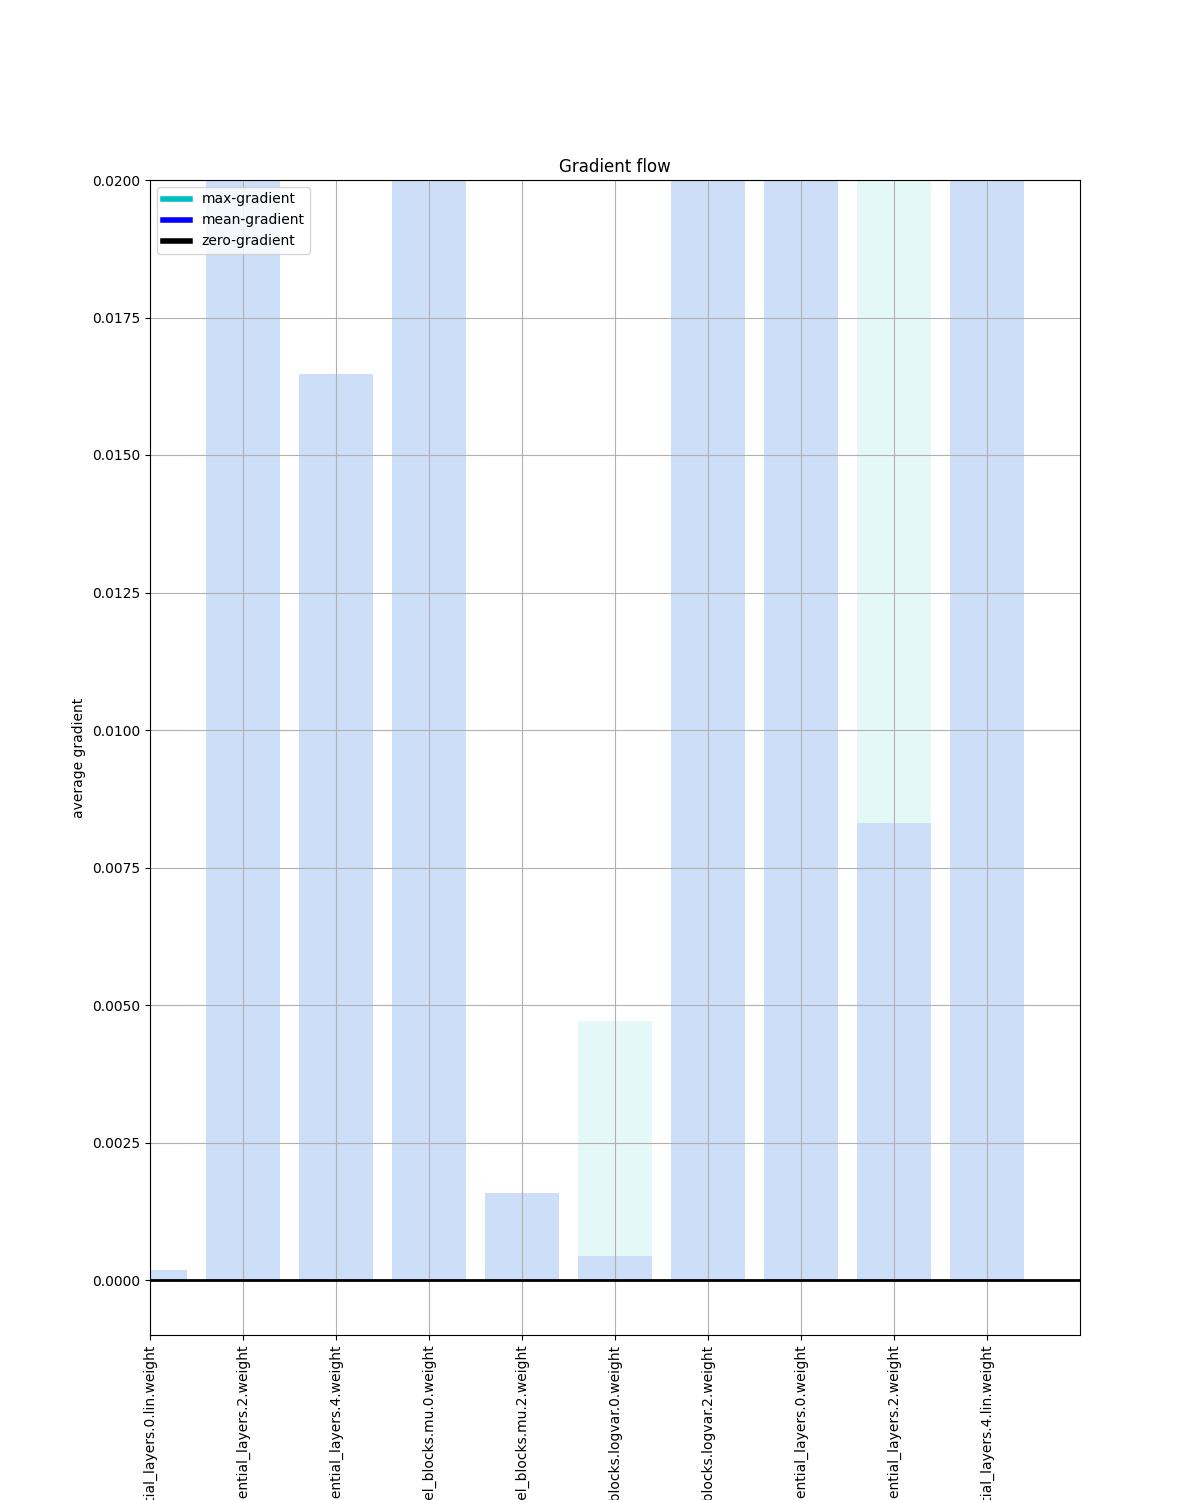 Gradient flow
max-gradient
mean-gradient
zero-gradient
0.0200
0.0175
0.0150
0.0125
0.0100
0.0075
0.0050
0.0025
0.0000
average gradient
tial_layers.0.lin.weight
ential_layers.2.weight
ential_layers.4.weight
el_blocks.mu.0.weight
el_blocks.mu.2.weight
blocks.logvar.0.weight
blocks.logvar.2.weight
ential_layers.0.weight
ential_layers.2.weight
tial_layers.4.lin.weight